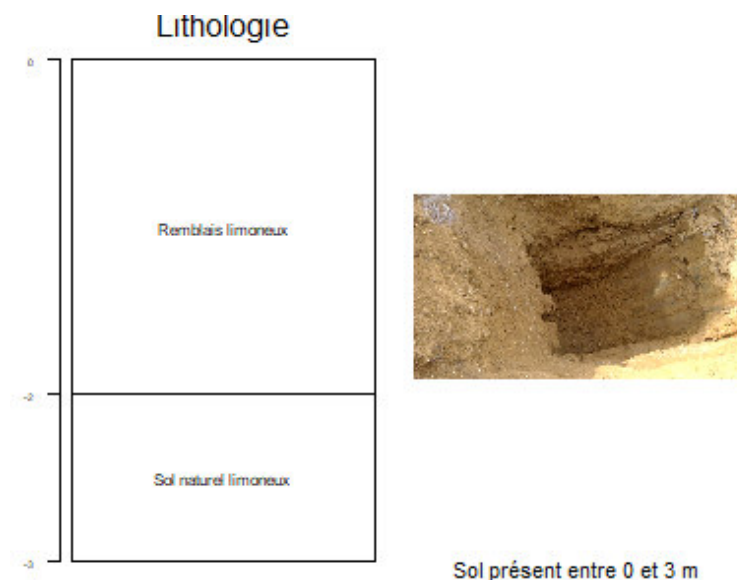 Lithologie
0
Remblais limoneux
-2
Sol naturel limoneux
-3
Sol présent entre 0 et 3 m